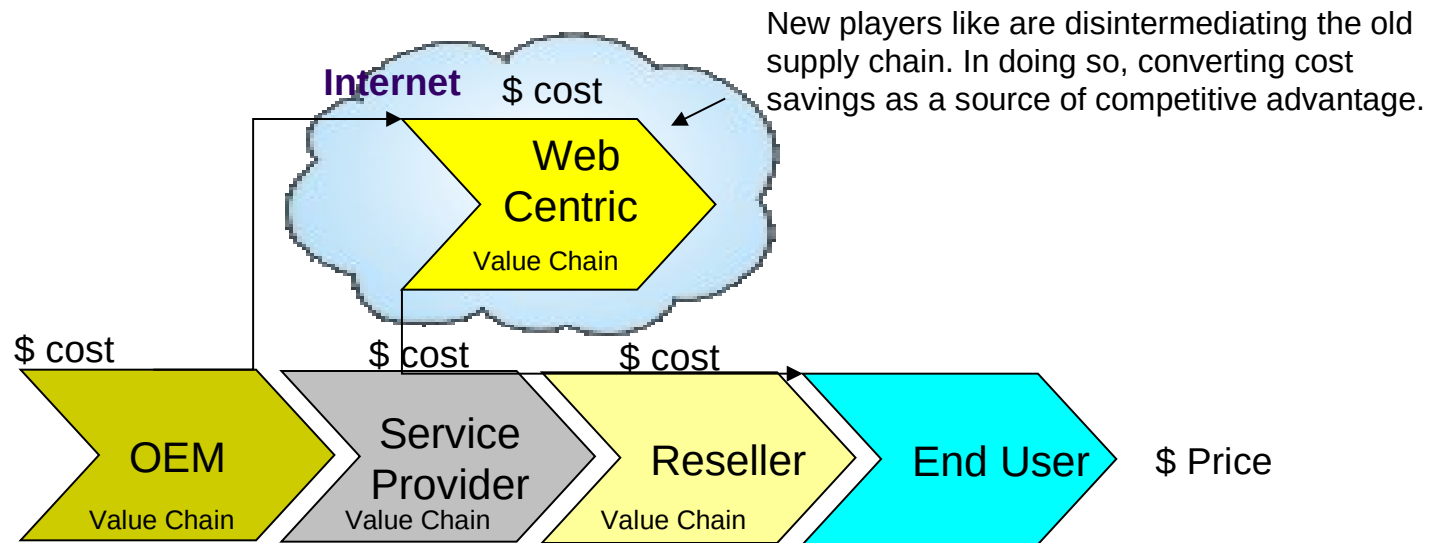 New players like are disintermediating the old
supply chain. In doing so, converting cost
savings as a source of competitive advantage.
Internet
$ cost
Web
Centric
Value Chain
$ cost
$ cost
$ cost
OEM
Value Chain
Service
Provider
Value Chain
Reseller
Value Chain
End User
$ Price